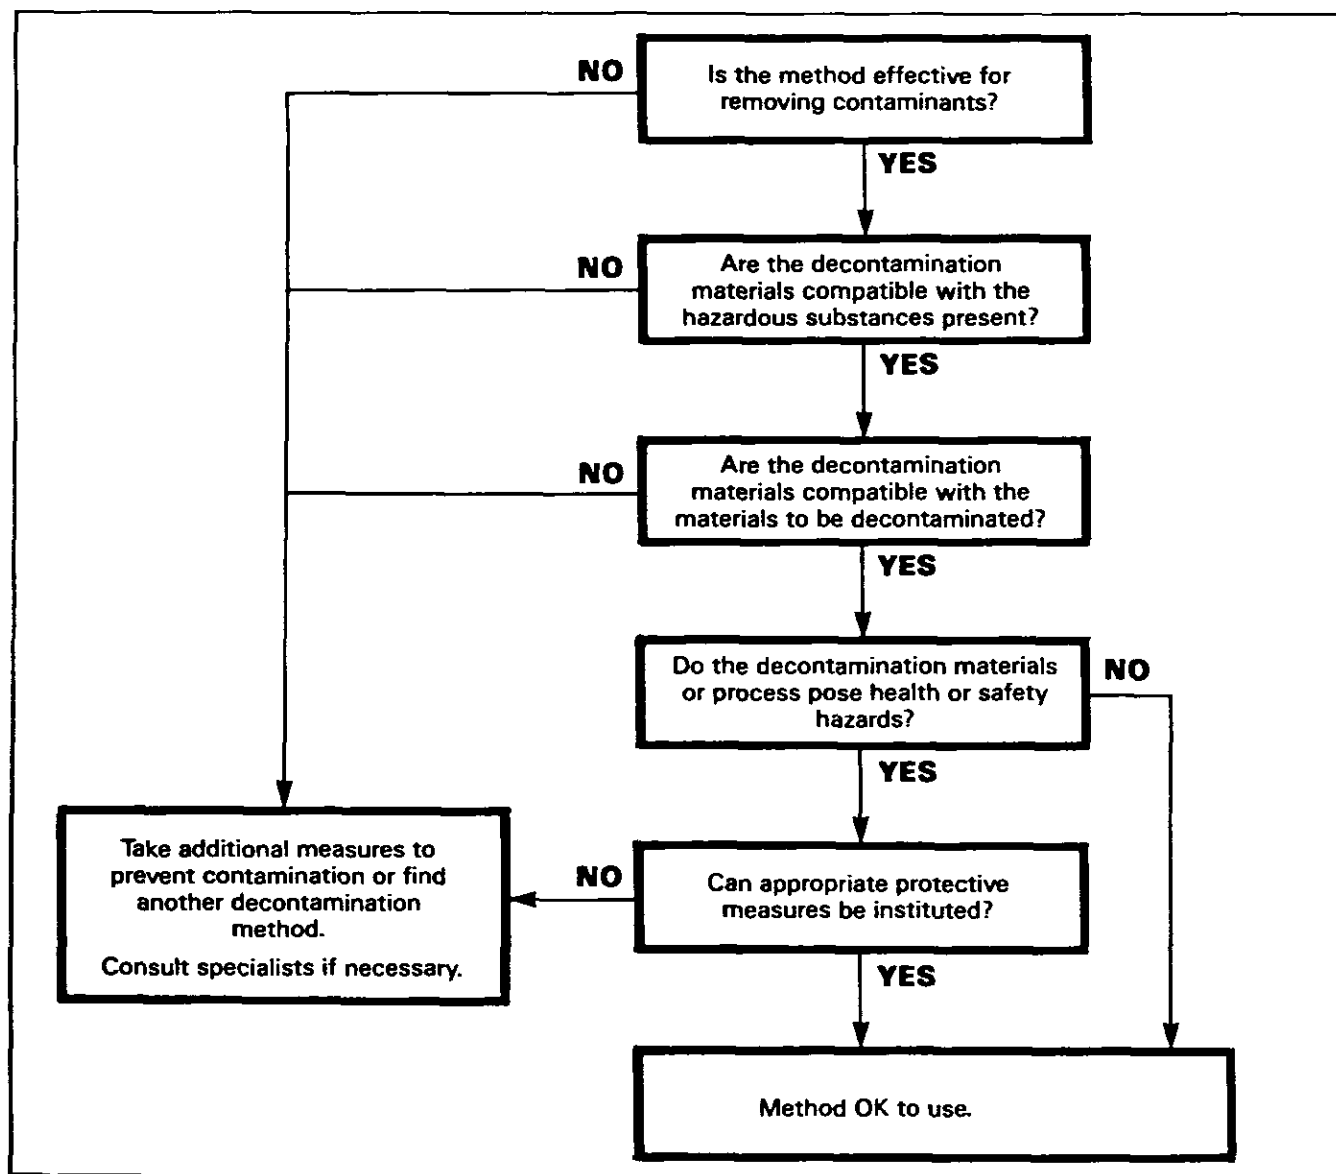 NO
Is the method effective for
removing contaminants?
YES
NO
Are the decontamination
materials compatible with the
hazardous substances present?
YES
NO
Are the decontamination
materials compatible with the
materials to be decontaminated?
YES
Do the decontamination materials
or process pose health or safety
hazards?
NO
YES
Take additional measures to
prevent contamination or find
another decontamination
method.
Consult specialists if necessary.
NO
Can appropriate protective
measures be instituted?
YES
Method OK to use.